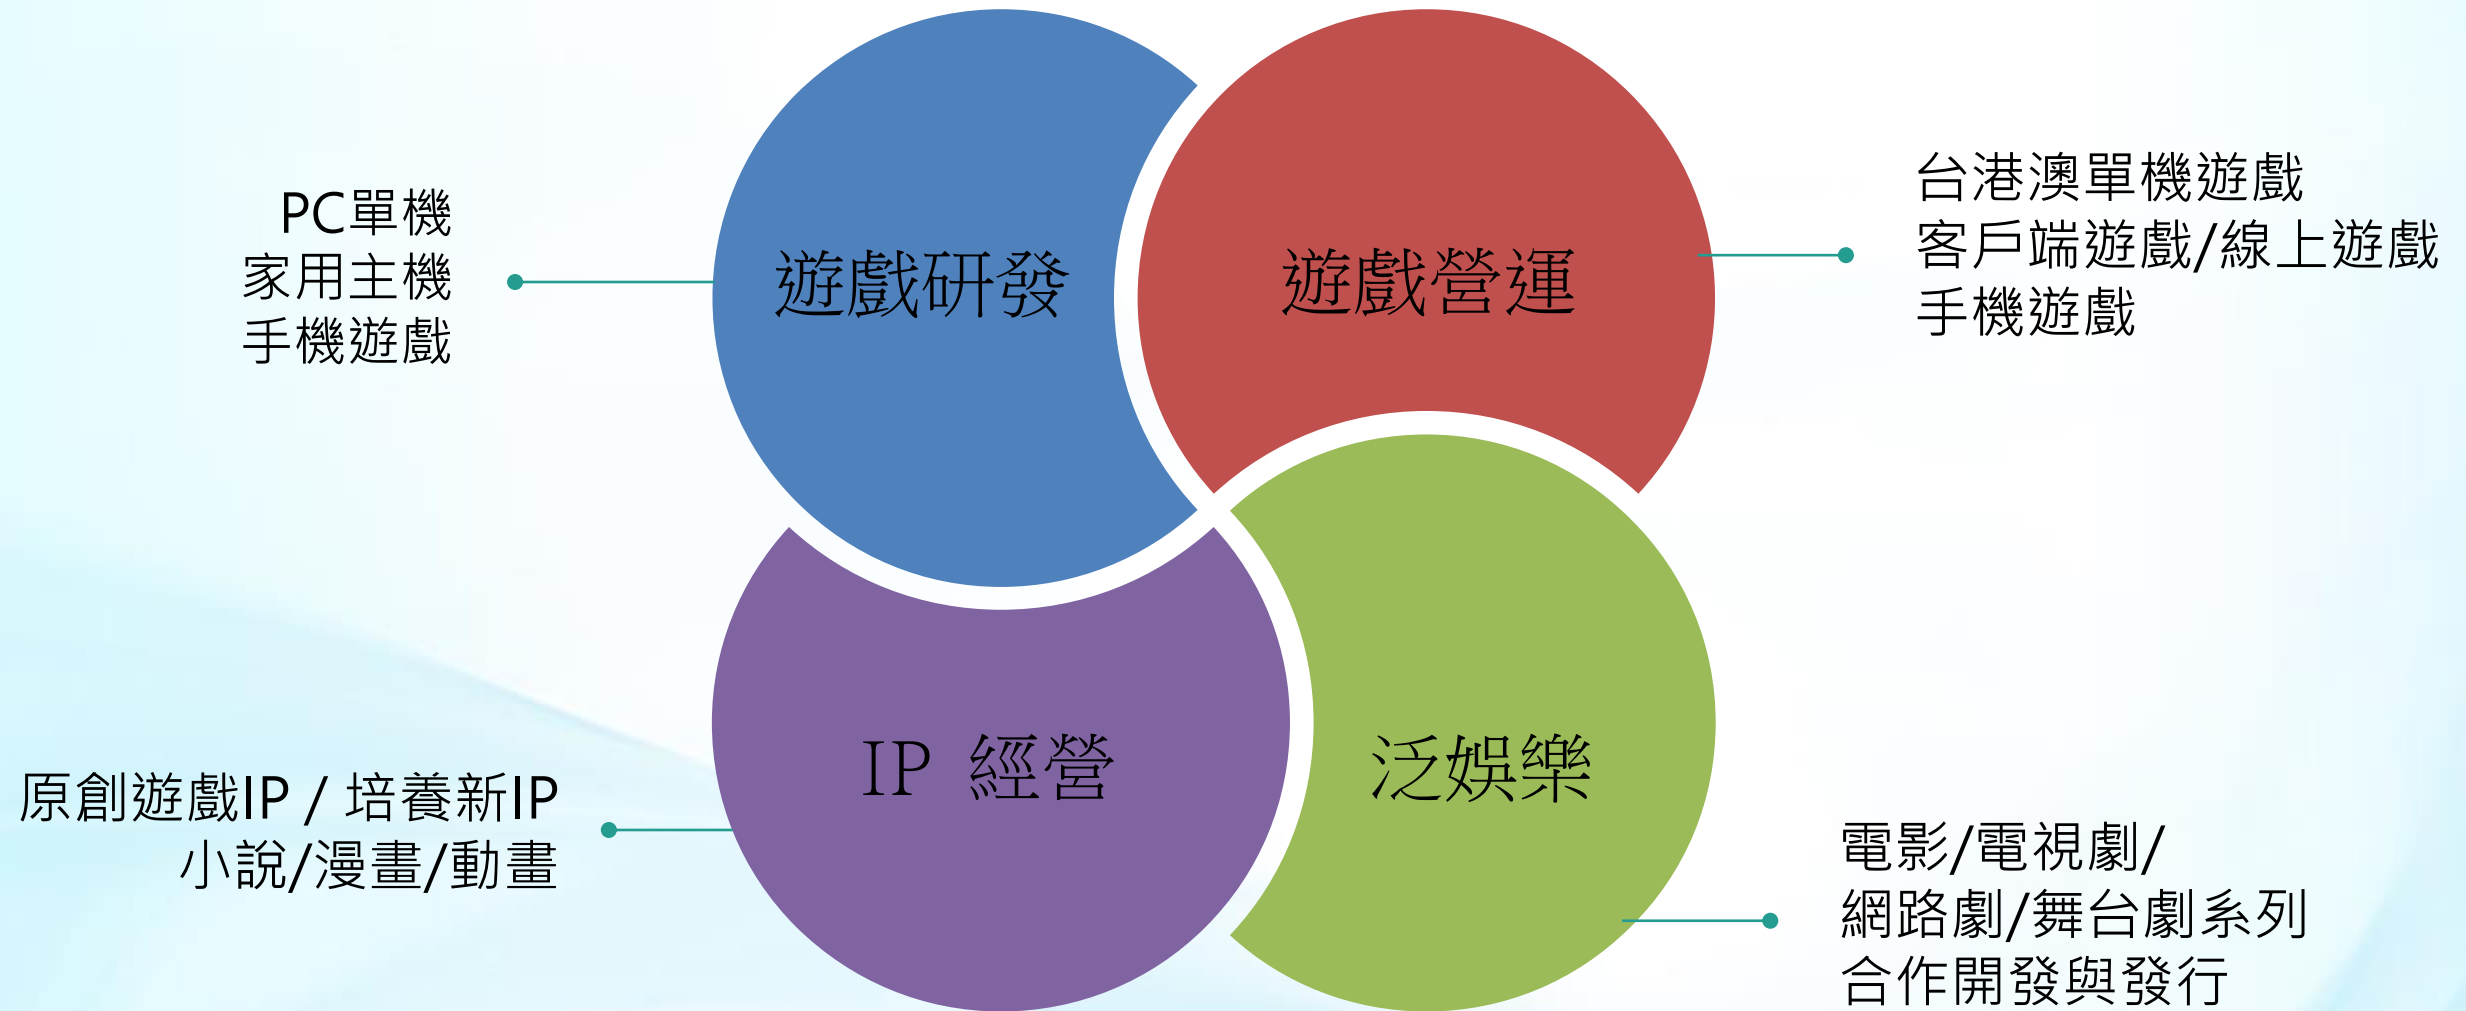 PC單機
家用主機
手機遊戲
遊戲研發
遊戲營運
台港澳單機遊戲
客戶端遊戲/線上遊戲
手機遊戲
原創遊戲IP / 培養新IP
小說/漫畫/動畫
IP 經營
泛娛樂
電影/電視劇/
網路劇/舞台劇系列
合作開發與發行